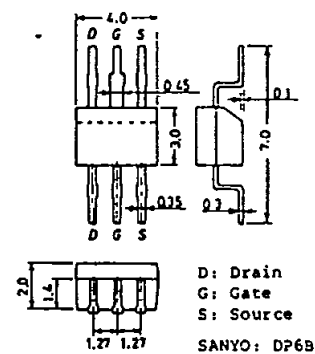 4.0
D G S
0.45
0.1
3.0
7.0
0.35
0.3
D G S
2.0
1.4
1.27 1.27
D: Drain
G: Gate
S: Source
SANYO: DP6B